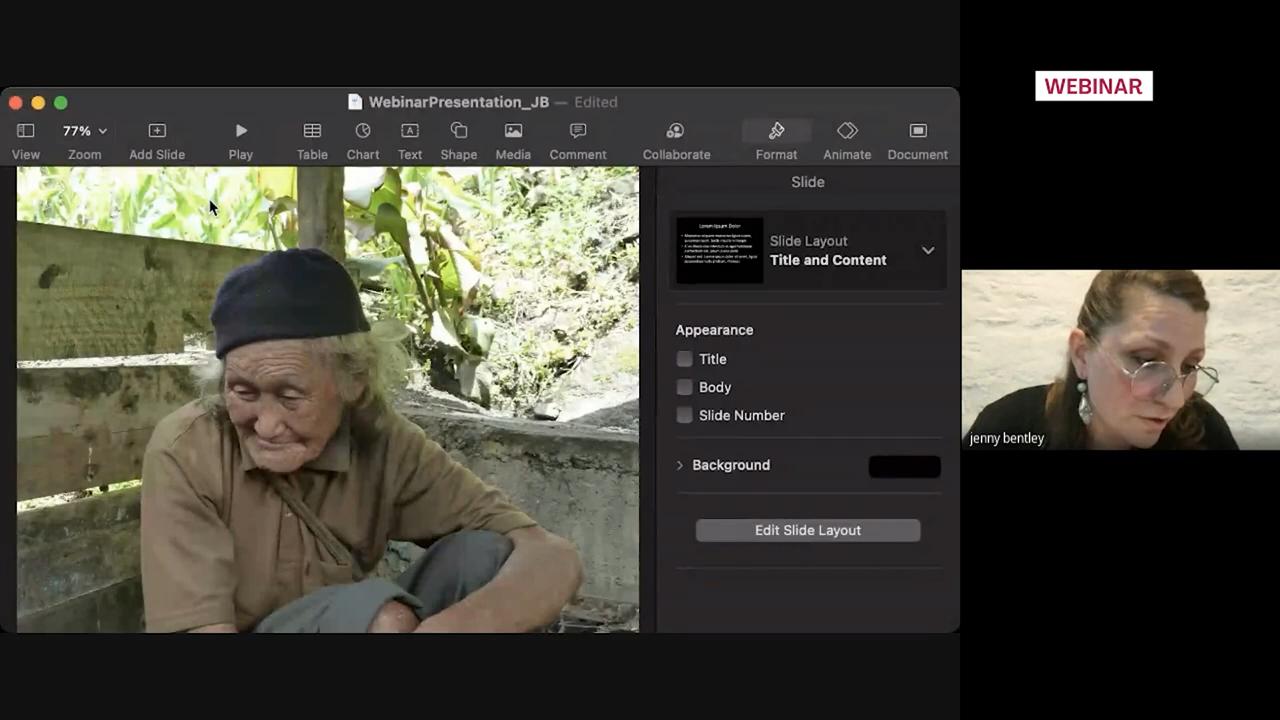 WebinarPresentation_JB — Edited
77%
View
Zoom
Add Slide
Play
Table
Chart
Text
Shape
Media
Comment
Collaborate
Format
Animate
Document
Slide
Slide Layout
Title and Content
Appearance
Title
Body
Slide Number
Background
Edit Slide Layout
WEBINAR
jenny bentley